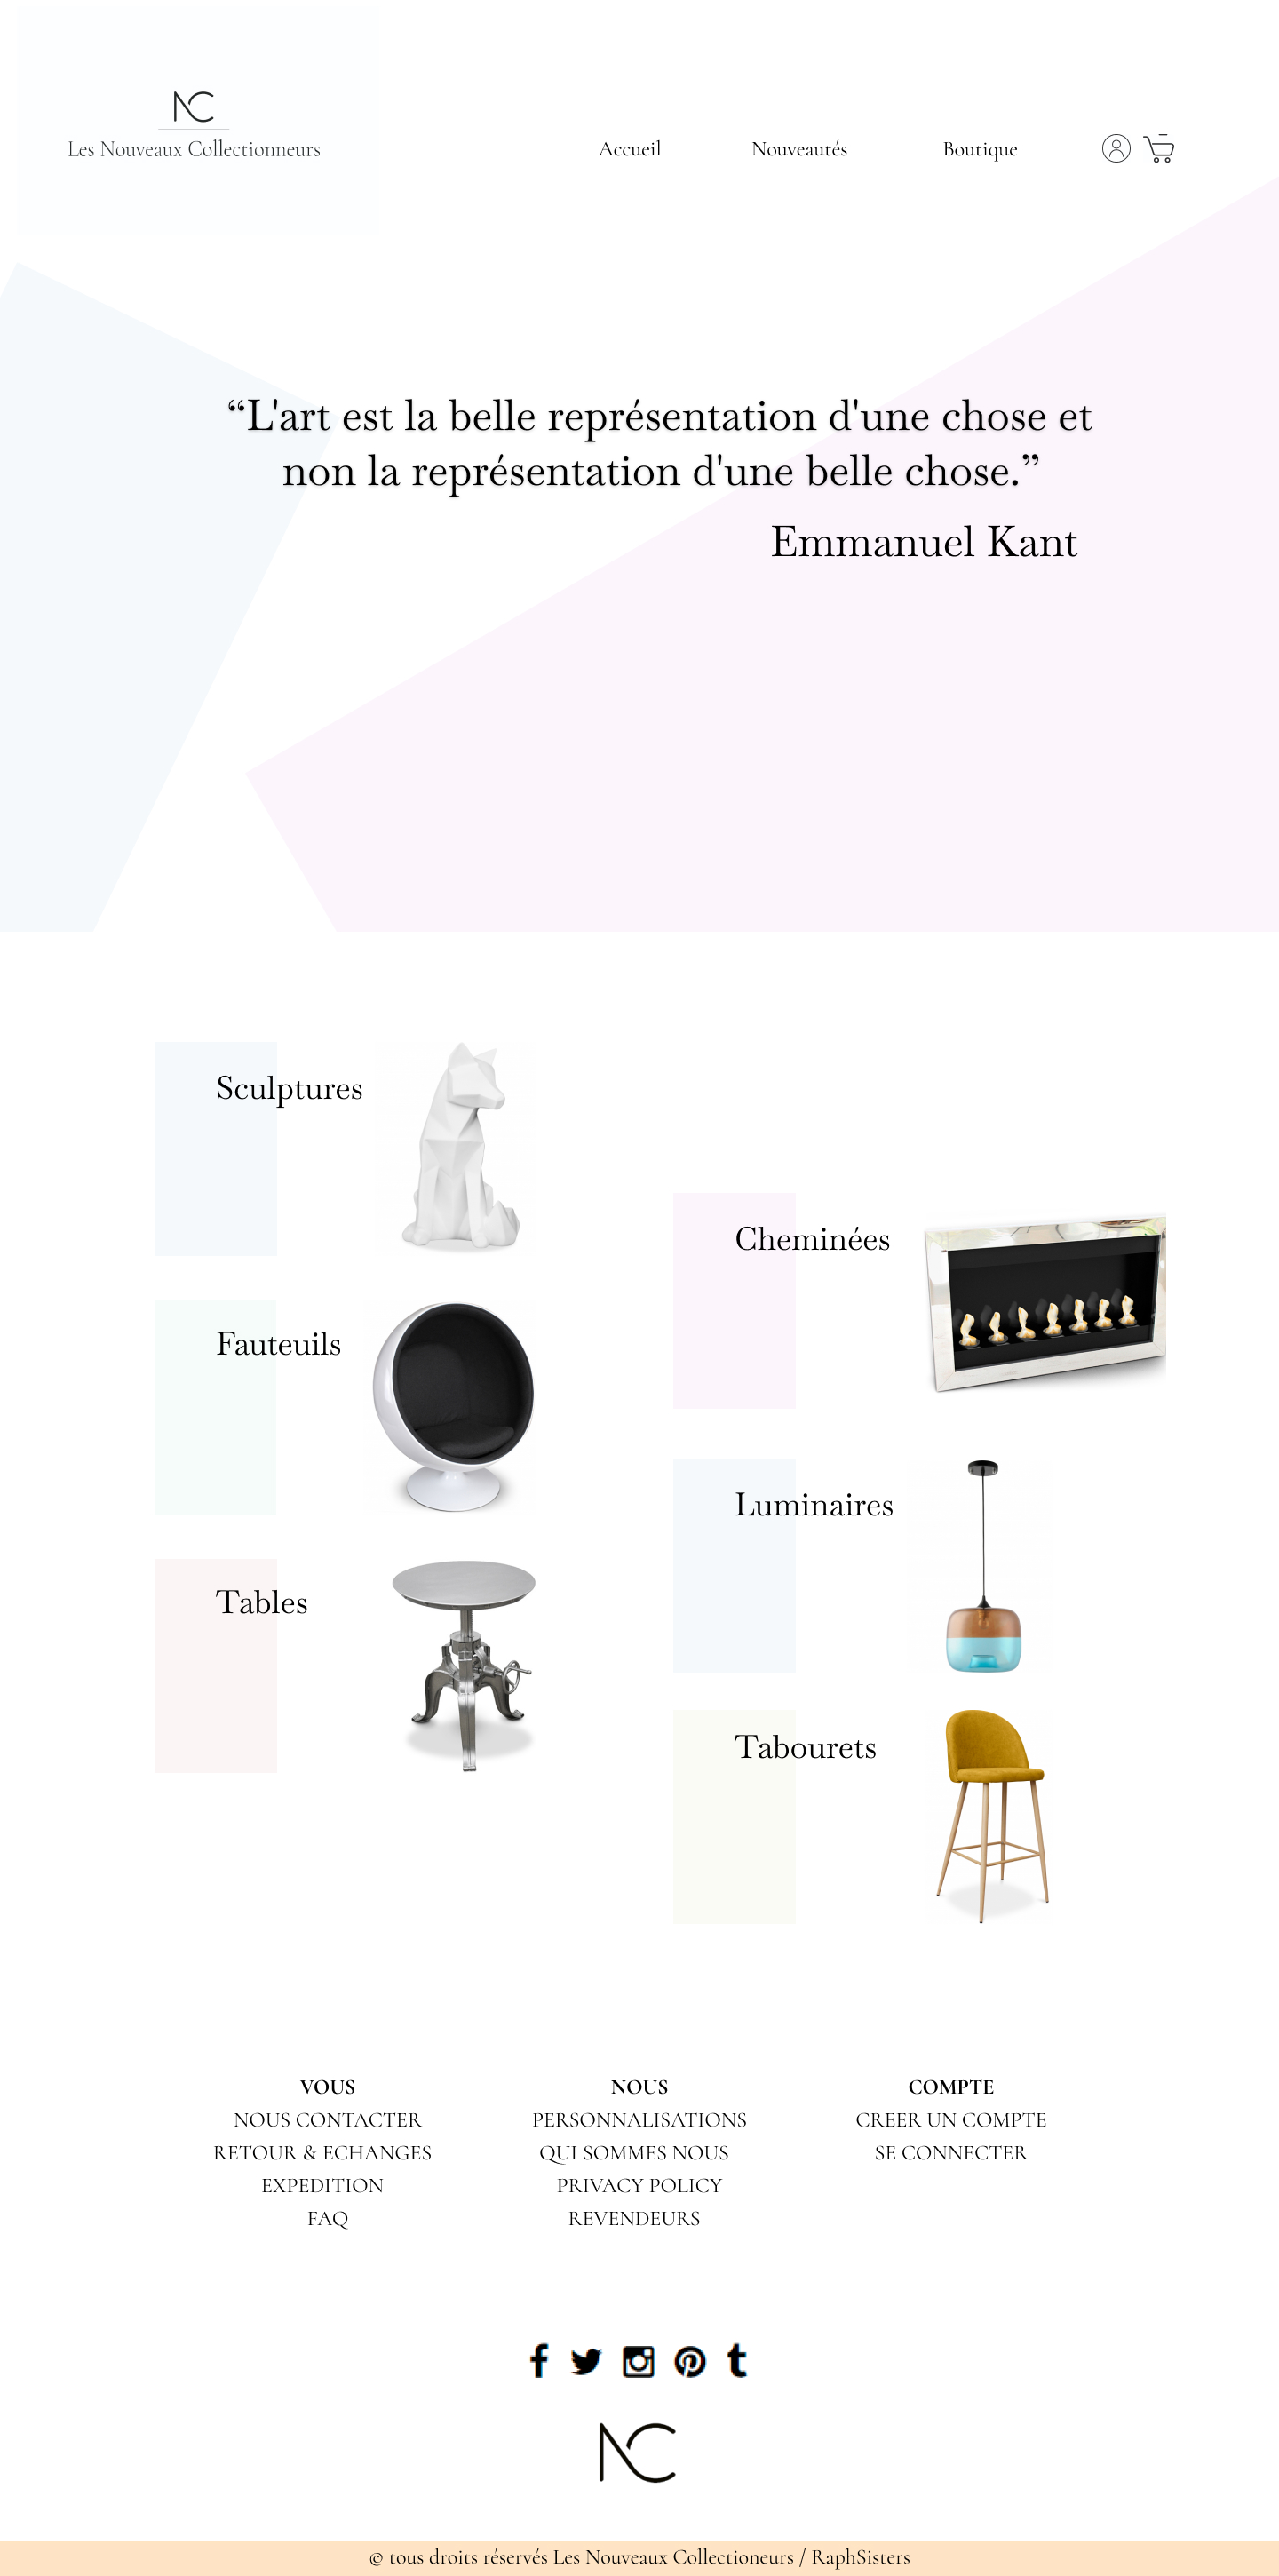 NC
Les Nouveaux Collectionneurs
Accueil Nouveautés Boutique
“L'art est la belle représentation d'une chose et
non la représentation d'une belle chose.”
Emmanuel Kant
Sculptures
Cheminées
Fauteuils
Luminaires
Tables
Tabourets
VOUS
NOUS CONTACTER
RETOUR & ECHANGES
EXPEDITION
FAQ
NOUS
PERSONNALISATIONS
QUI SOMMES NOUS
PRIVACY POLICY
REVENDEURS
COMPTE
CREER UN COMPTE
SE CONNECTER
NC
© tous droits réservés Les Nouveaux Collectioneurs / RaphSisters